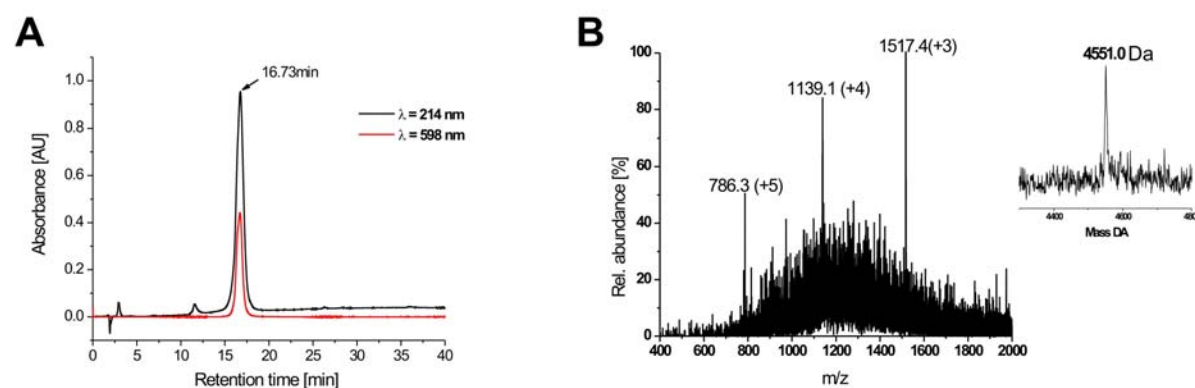 A
16.73min
λ = 214 nm
λ = 598 nm
1.0
0.8
0.6
0.4
0.2
0.0
Absorbance [AU]
0 5 10 15 20 25 30 35 40
Retention time [min]
B
1517.4(+3)
1139.1 (+4)
786.3 (+5)
100
80
60
40
20
0
Rel. abundance [%]
400 600 800 1000 1200 1400 1600 1800 2000
m/z
4551.0 Da
4400 4600 480
Mass DA